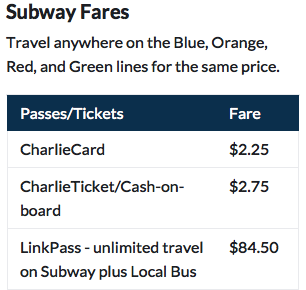 Subway Fares
Travel anywhere on the Blue, Orange,
Red, and Green lines for the same price.
Passes/Tickets Fare
CharlieCard $2.25
CharlieTicket/Cash-on- $2.75
board
LinkPass - unlimited travel $84.50
on Subway plus Local Bus